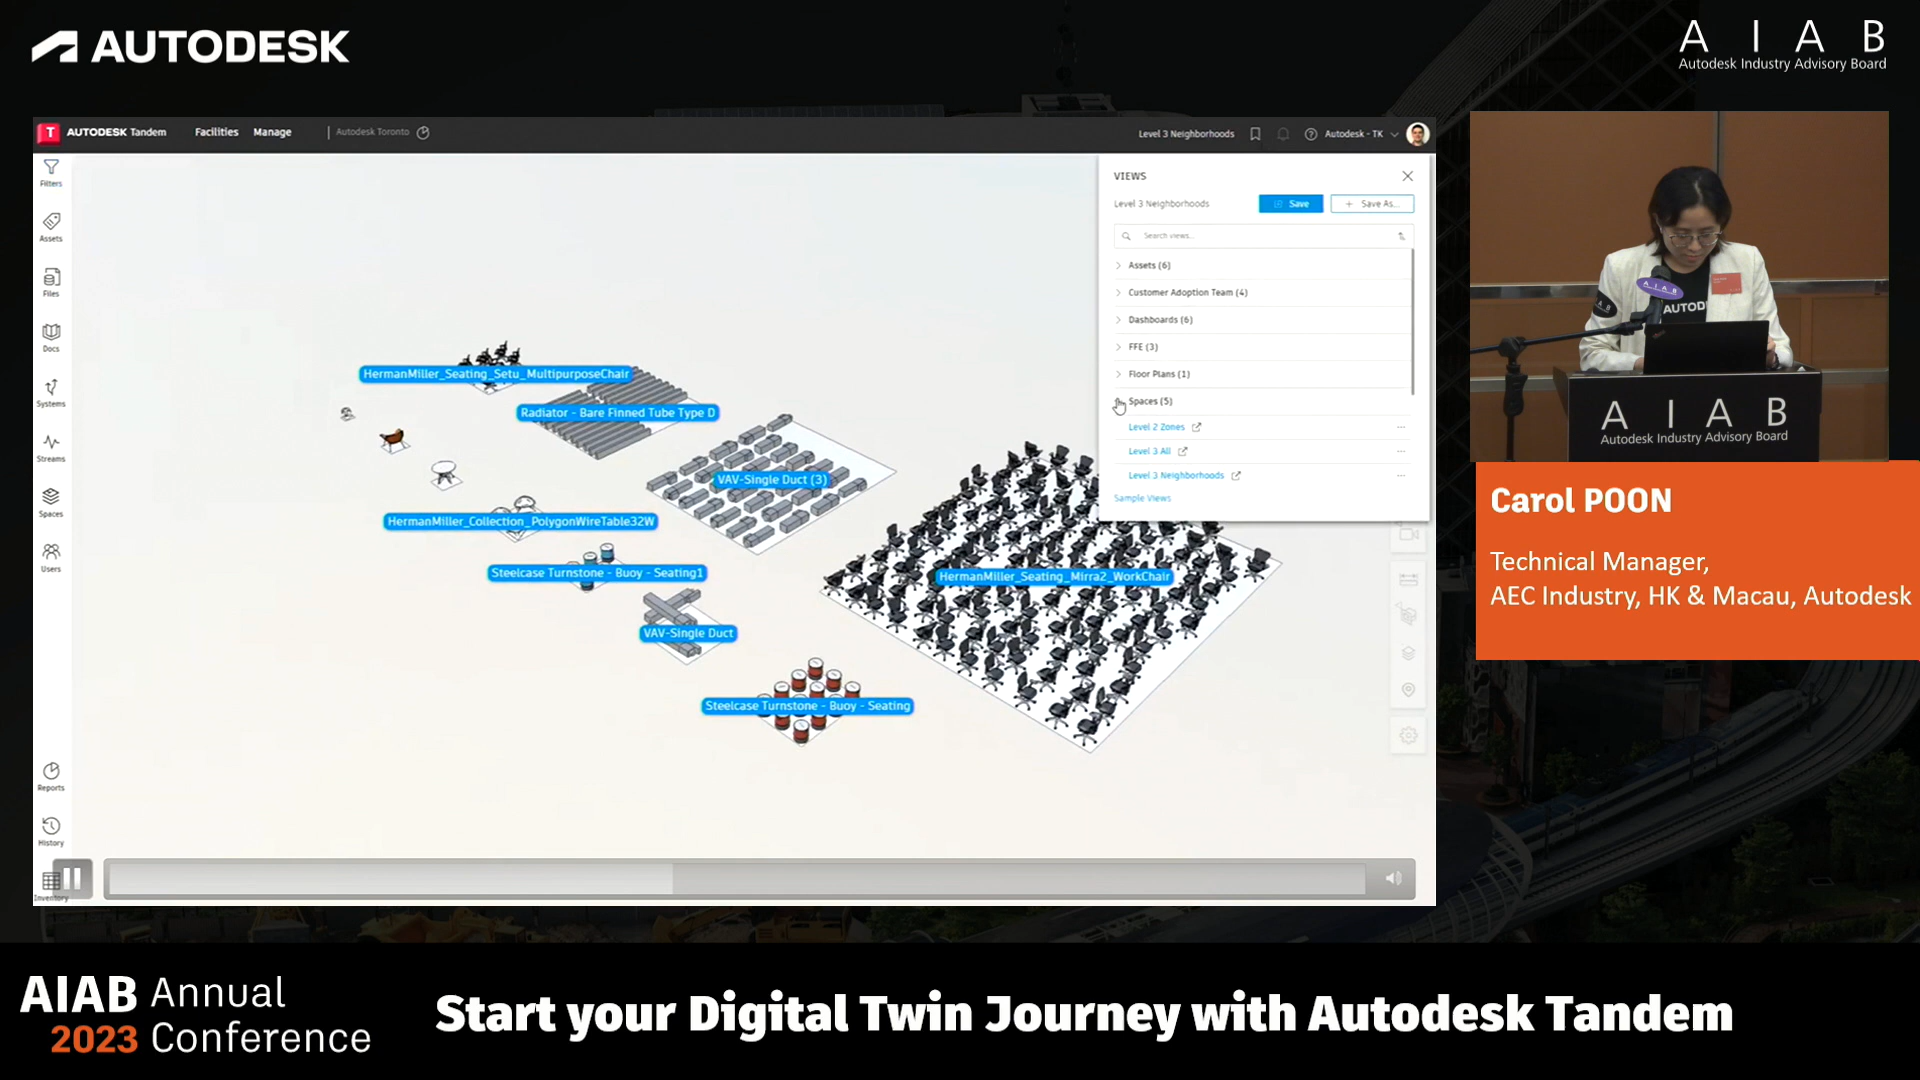 AUTODESK
A I A B
Autodesk Industry Advisory Board
T AUTODESK Tandem
Facilities
Manage
Autodesk Toronto
Level 3 Neighborhoods
Autodesk - TK
Filters
Assets
Files
Docs
Systems
Streams
Spaces
Users
Reports
History
Inventory
HermanMiller_Seating_Setu_MultipurposeChair
Radiator - Bare Finned Tube Type D
VAV-Single Duct (3)
HermanMiller_Collection_PolygonWireTable32W
Steelcase Turnstone - Buoy - Seating1
HermanMiller_Seating_Mirra2_WorkChair
VAV-Single Duct
Steelcase Turnstone - Buoy - Seating
VIEWS
Level 3 Neighborhoods
Save
+ Save As...
Search views...
Assets (6)
Customer Adoption Team (4)
Dashboards (6)
FFE (3)
Floor Plans (1)
Spaces (5)
Level 2 Zones
Level 3 All
Level 3 Neighborhoods
Sample Views
A I A B
AIAB
AUTOD
A I A B
Autodesk Industry Advisory Board
Carol POON
Technical Manager,
AEC Industry, HK & Macau, Autodesk
AIAB Annual
2023 Conference
Start your Digital Twin Journey with Autodesk Tandem